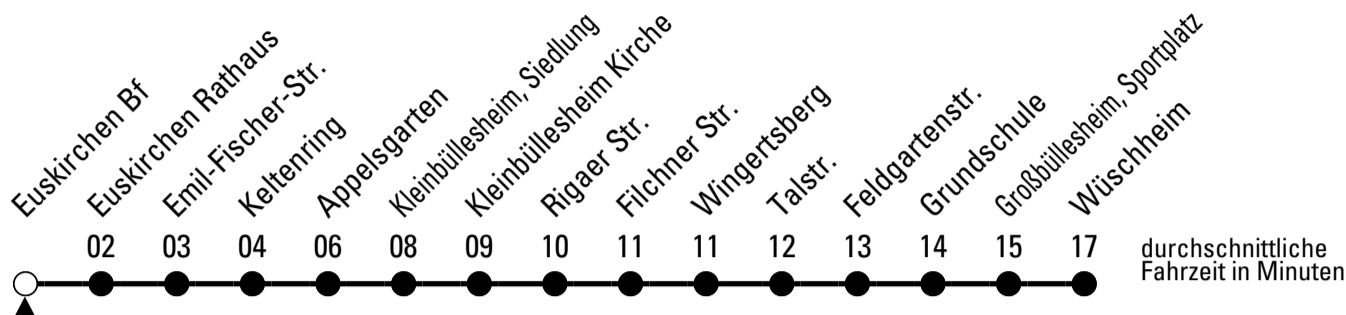 Euskirchen Bf
Euskirchen Rathaus
Emil-Fischer-Str.
Keltenring
Appelsgarten
Kleinbüllesheim, Siedlung
Kleinbüllesheim Kirche
Rigaer Str.
Filchner Str.
Wingertsberg
Talstr.
Feldgartenstr.
Grundschule
Großbüllesheim, Sportplatz
Wüschheim
02 03 04 06 08 09 10 11 11 12 13 14 15 17
durchschnittliche
Fahrzeit in Minuten